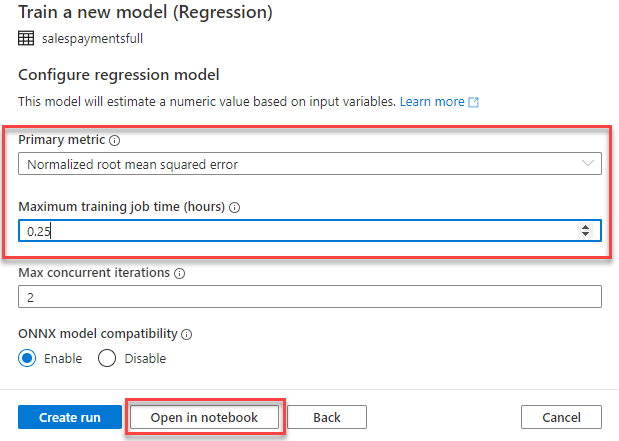 Train a new model (Regression)
salespaymentsfull
Configure regression model
This model will estimate a numeric value based on input variables. Learn more
Primary metric
Normalized root mean squared error
Maximum training job time (hours)
0.25
Max concurrent iterations
2
ONNX model compatibility
Enable Disable
Create run Open in notebook Back Cancel